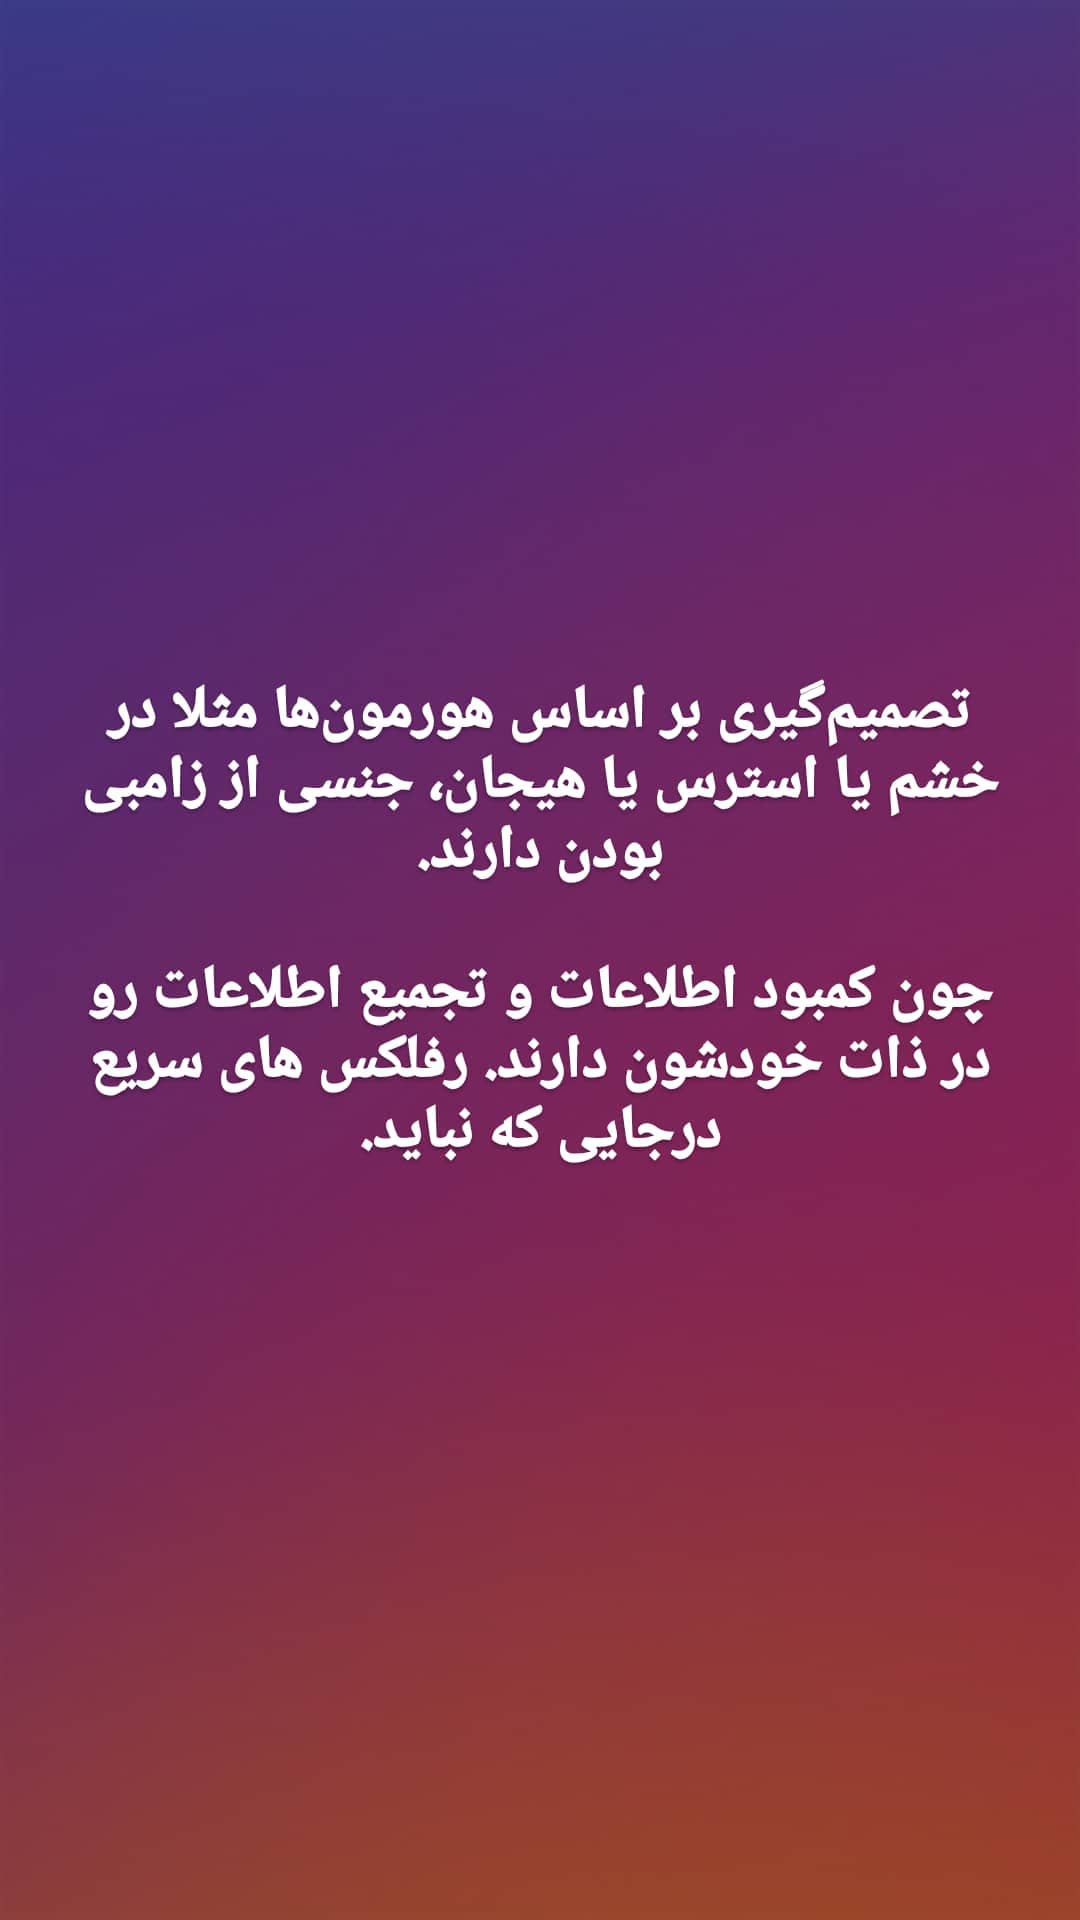 تصمیم‌گیری بر اساس هورمون‌ها مثلا در
خشم یا استرس یا هیجان، جنسی از زامبی
بودن دارند.
چون کمبود اطلاعات و تجمیع اطلاعات رو
در ذات خودشون دارند. رفلکس های سریع
درجایی که نباید.